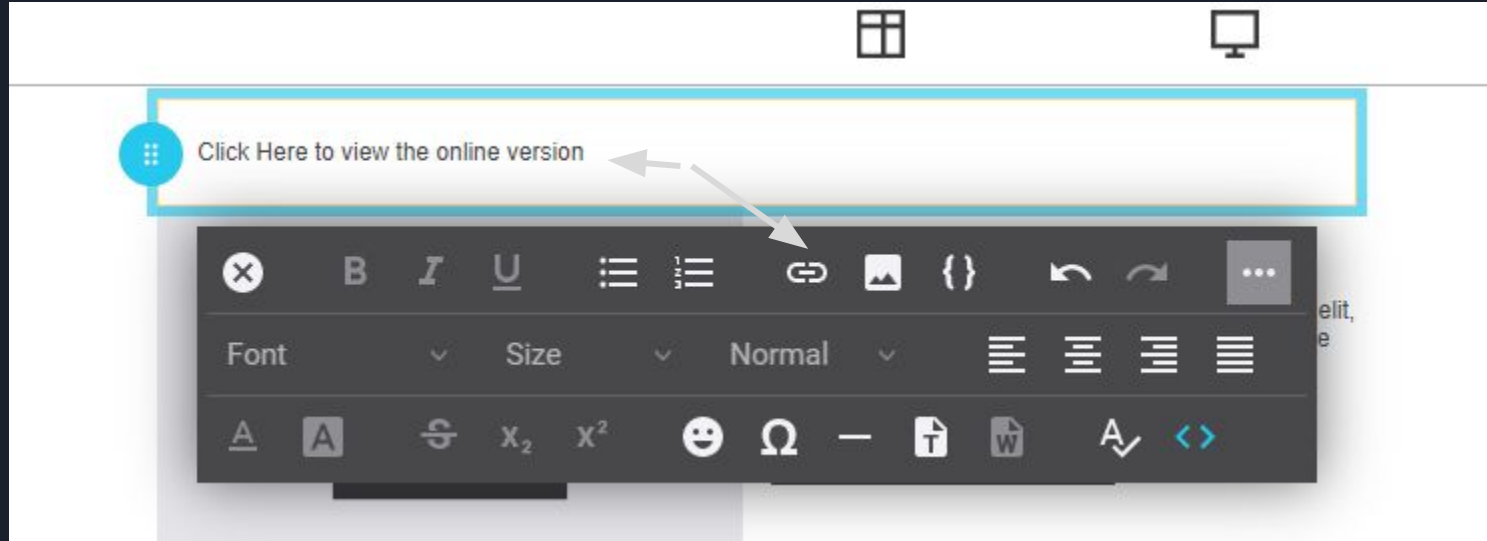 Click Here to view the online version
B I U
elit,
Font Size Normal
e
A A S X₂ X² Ω T W A